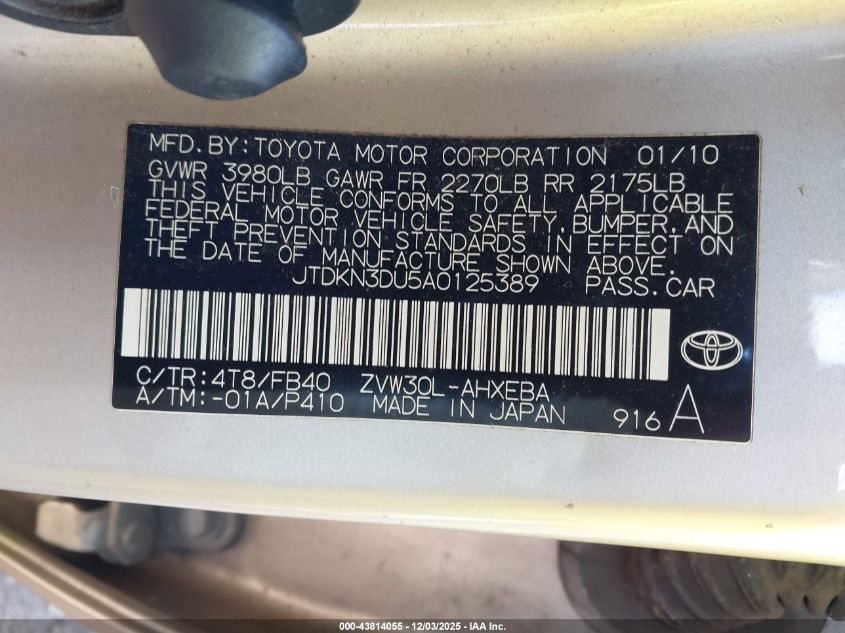 MFD. BY: TOYOTA MOTOR CORPORATION 01/10
GVWR 3980LB GAWR FR 2270LB RR 2175LB
THIS VEHICLE CONFORMS TO ALL APPLICABLE
FEDERAL MOTOR VEHICLE SAFETY, BUMPER, AND
THEFT PREVENTION STANDARDS IN EFFECT ON
THE DATE OF MANUFACTURE SHOWN ABOVE.
JTDKN3DU5A0125389 PASS. CAR
C/TR: 4T8/FB40 ZVW30L-AHXEBA
A/TM: -01A/P410 MADE IN JAPAN 916 A
000-43814055 - 12/03/2025 - IAA Inc.